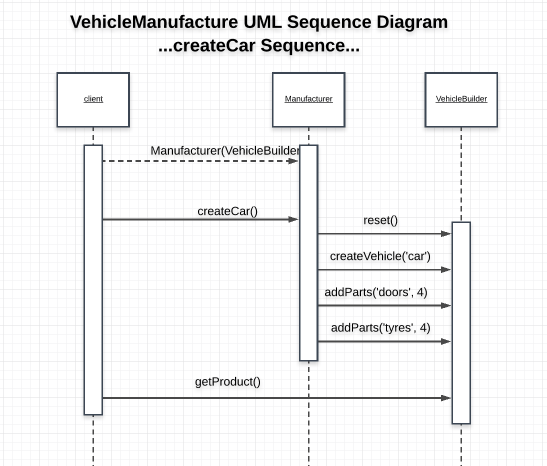 VehicleManufacture UML Sequence Diagram
...createCar Sequence...
client
Manufacturer
VehicleBuilder
Manufacturer(VehicleBuilder
createCar()
reset()
createVehicle('car')
addParts('doors', 4)
addParts('tyres', 4)
getProduct()